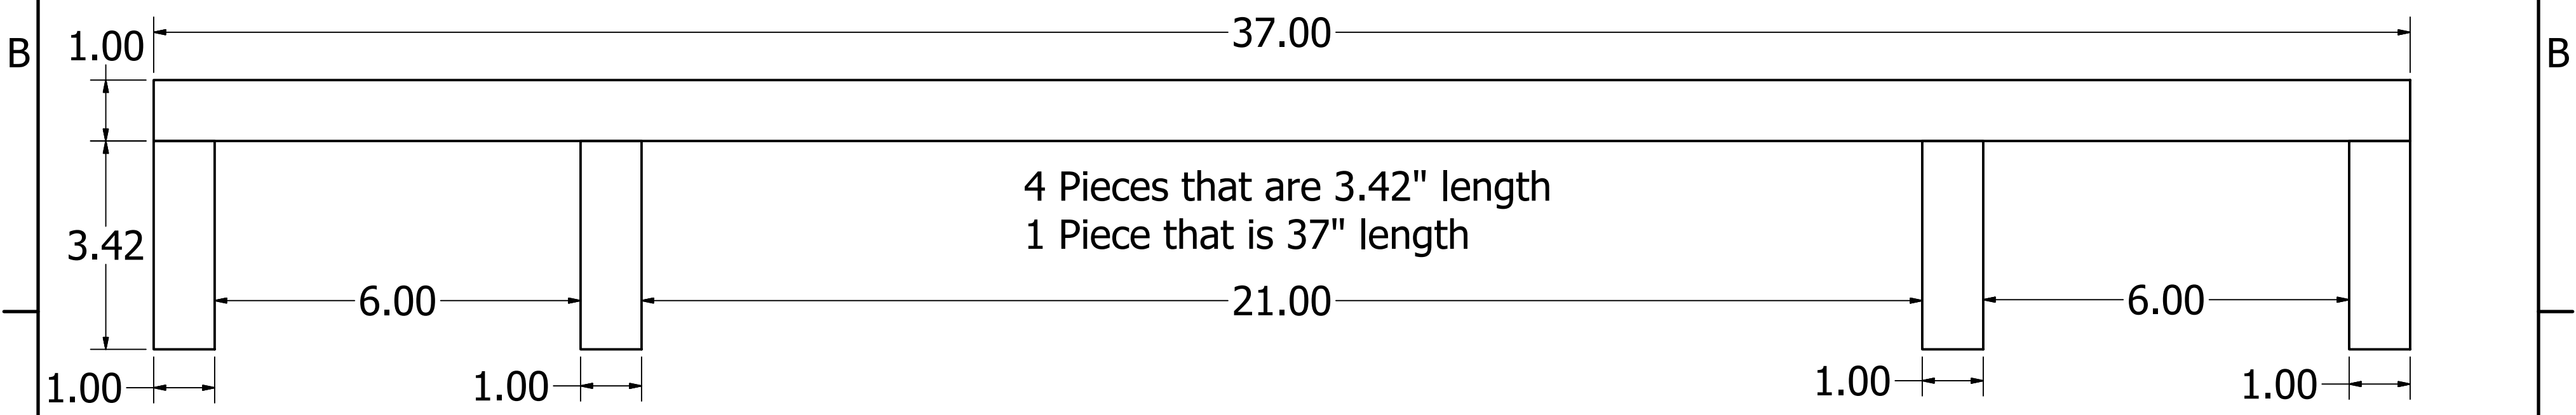 37.00
B 1.00 B
4 Pieces that are 3.42" length
1 Piece that is 37" length
3.42
6.00 21.00 6.00
1.00 1.00 1.00 1.00